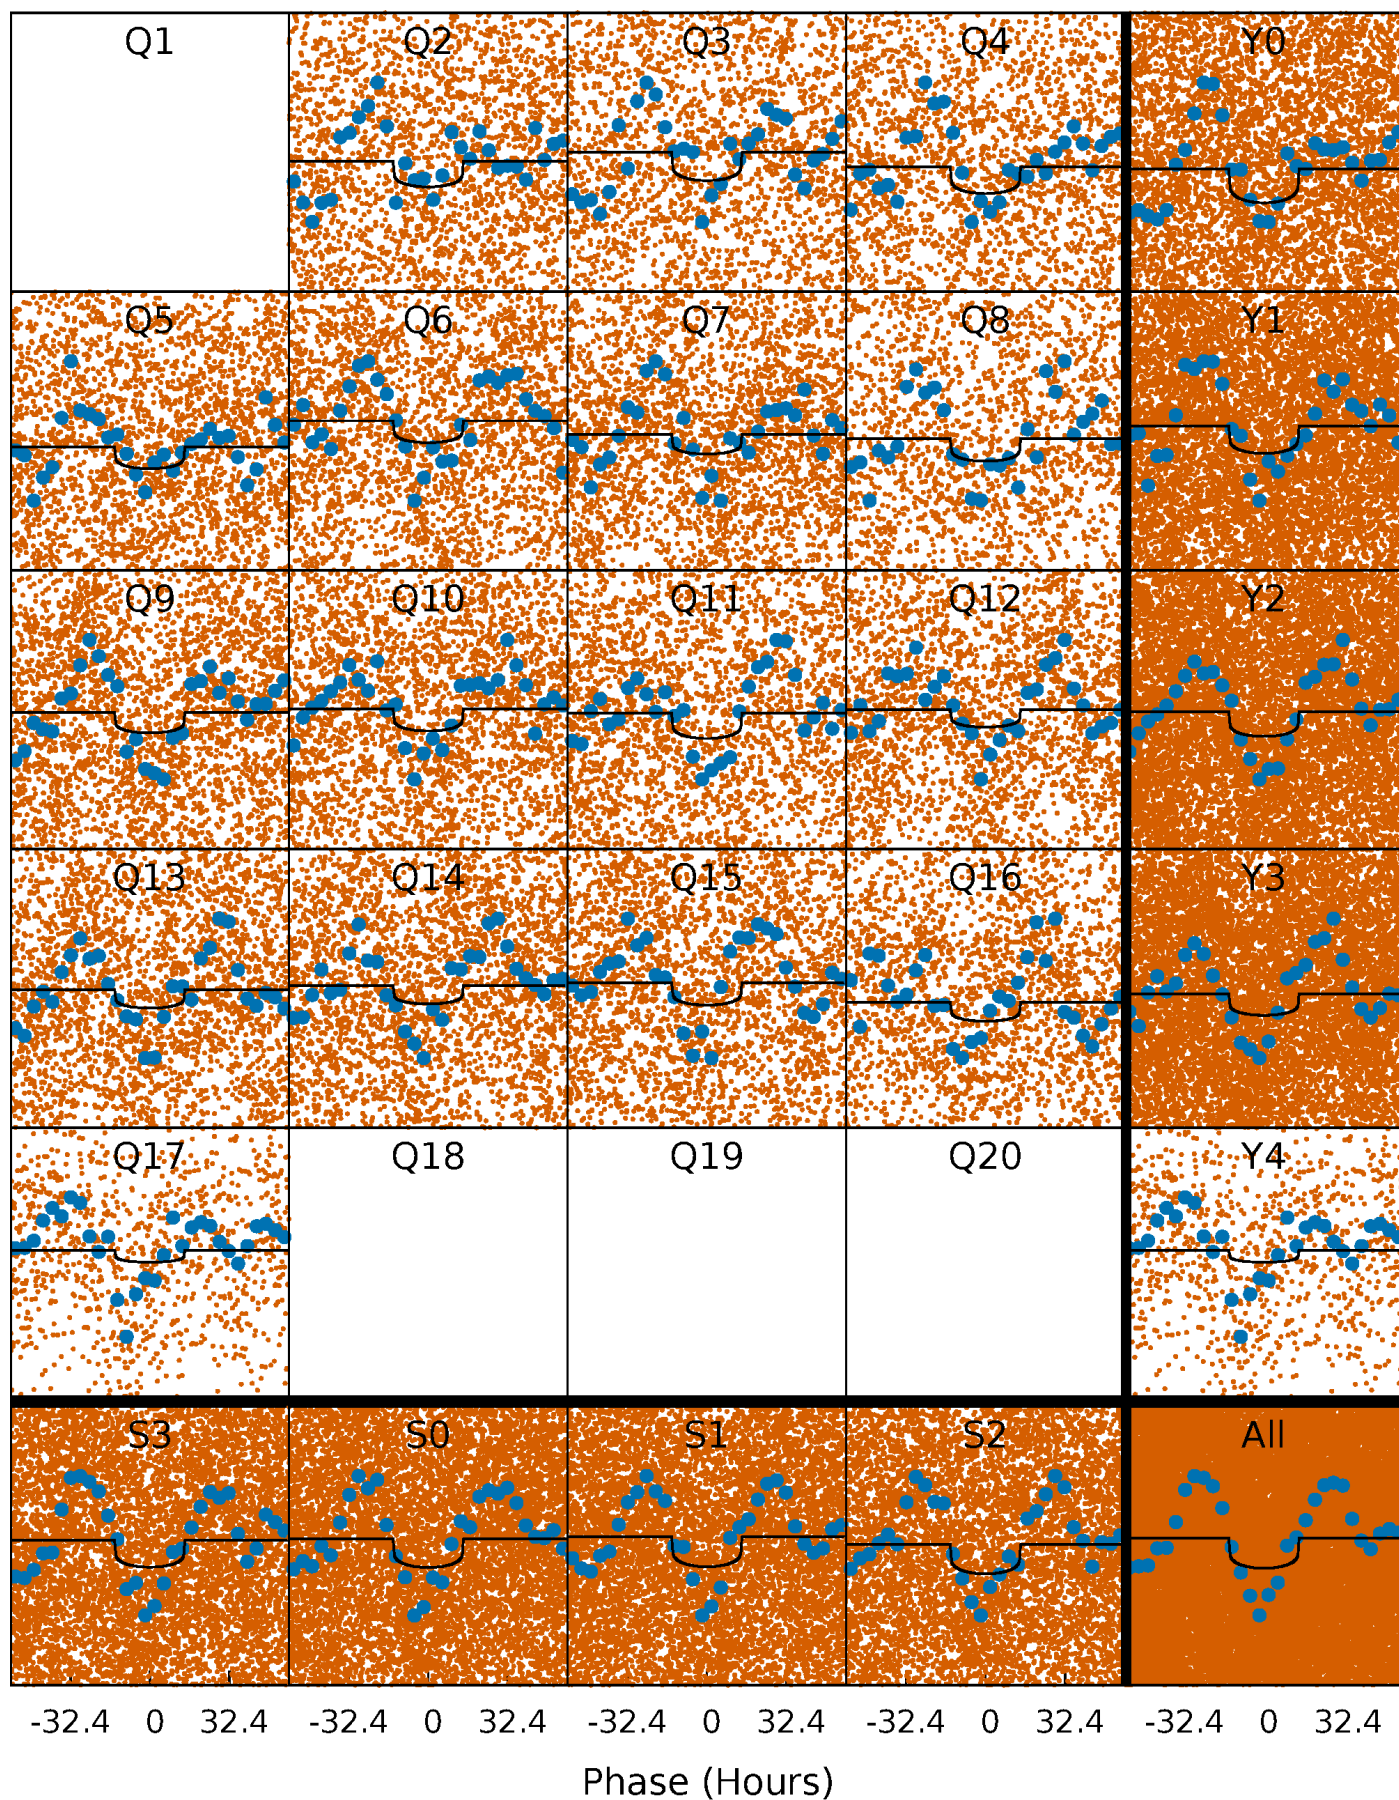 Q1 Q2 Q3 Q4 Y0
Q5 Q6 Q7 Q8 Y1
Q9 Q10 Q11 Q12 Y2
Q13 Q14 Q15 Q16 Y3
Q17 Q18 Q19 Q20 Y4
S3 S0 S1 S2 All
-32.4 0 32.4 -32.4 0 32.4 -32.4 0 32.4 -32.4 0 32.4 -32.4 0 32.4
Phase (Hours)